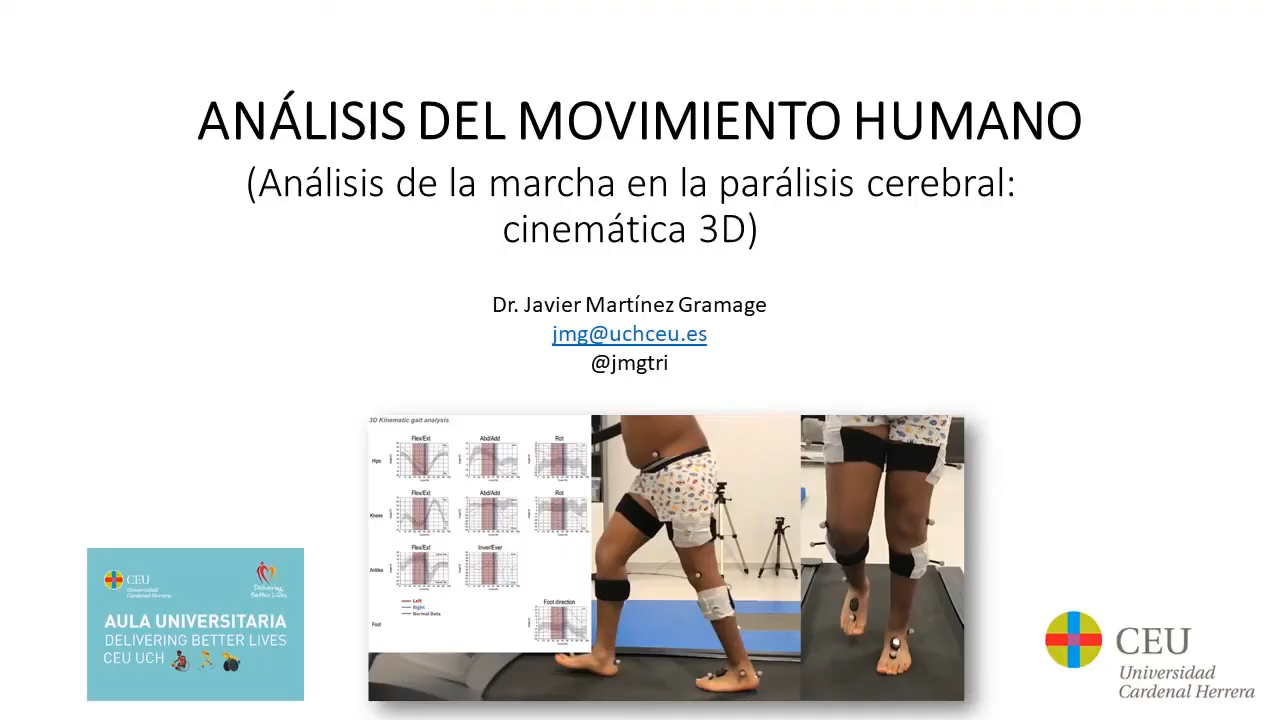 ANÁLISIS DEL MOVIMIENTO HUMANO
(Análisis de la marcha en la parálisis cerebral:
cinemática 3D)
Dr. Javier Martínez Gramage
jmg@uchceu.es
@jmgtri
3D Kinematic gait analysis
Flex/Ext Abd/Add Rot
Hips
Flex/Ext Abd/Add Rot
Knees
Flex/Ext Inver/Ever
Ankles
Left
Right
Normal Data
Foot direction
Foot
CEU
Universidad
Cardenal Herrera
Delivering
Better Lives
AULA UNIVERSITARIA
DELIVERING BETTER LIVES
CEU UCH
CEU
Universidad
Cardenal Herrera